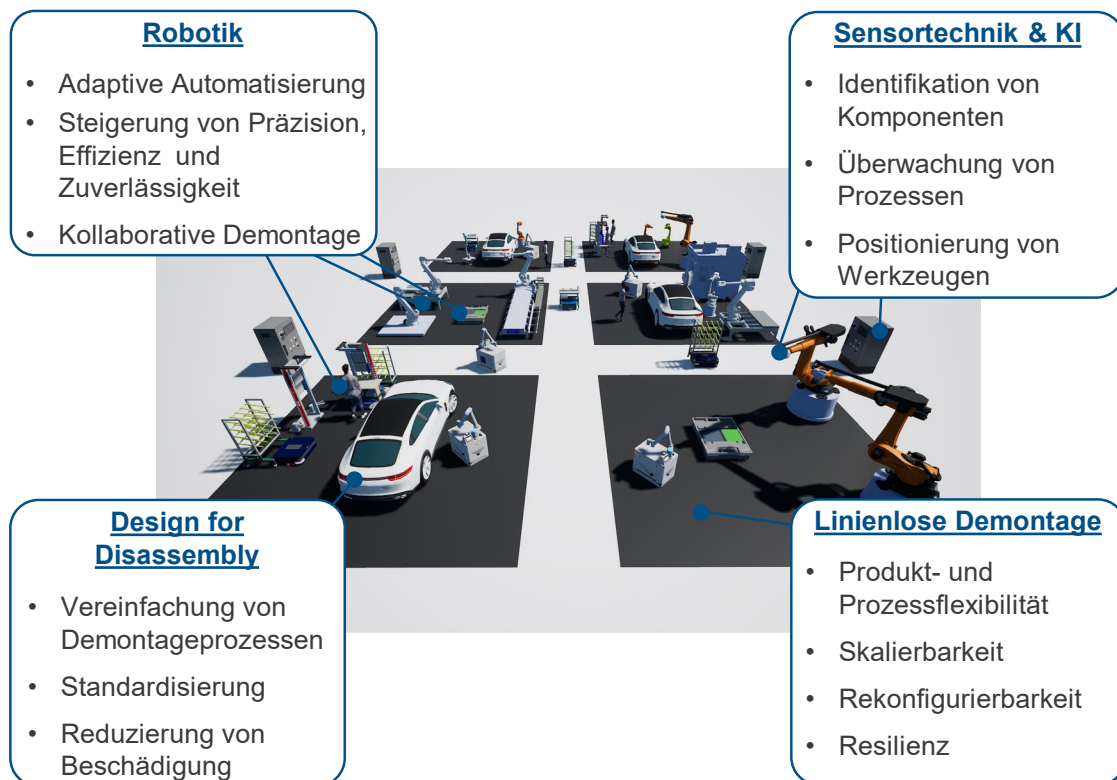 Robotik
• Adaptive Automatisierung
• Steigerung von Präzision,
Effizienz und
Zuverlässigkeit
• Kollaborative Demontage
Sensortechnik & KI
• Identifikation von
Komponenten
• Überwachung von
Prozessen
• Positionierung von
Werkzeugen
Design for
Disassembly
• Vereinfachung von
Demontageprozessen
• Standardisierung
• Reduzierung von
Beschädigung
Linienlose Demontage
• Produkt- und
Prozessflexibilität
• Skalierbarkeit
• Rekonfigurierbarkeit
• Resilienz